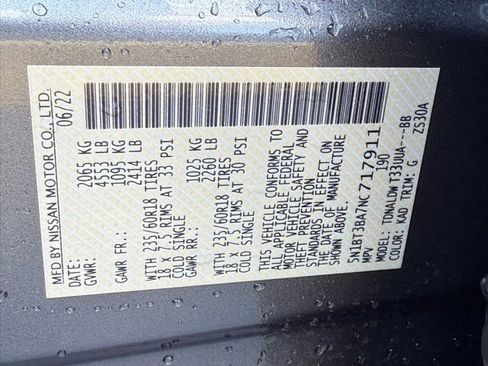 MFD BY NISSAN MOTOR CO., LTD.
DATE: 06/22
GVWR: 2065 KG
4553 LB
GAWR FR.: 1095 KG
2414 LB
WITH 235/60R18 TIRES
18 X 7.5 RIMS AT 33 PSI
COLD SINGLE
GAWR RR.: 1025 KG
2260 LB
WITH 235/60R18 TIRES
18 X 7.5 RIMS AT 30 PSI
COLD SINGLE
THIS VEHICLE CONFORMS TO
ALL APPLICABLE FEDERAL
MOTOR VEHICLE SAFETY AND
THEFT PREVENTION
STANDARDS IN EFFECT ON
THE DATE OF MANUFACTURE
SHOWN ABOVE.
5N1BT3BA7NC717911
MPV 190
TDNALDW T33UUA---BB
COLOR: KAD TRIM: G
Z530A